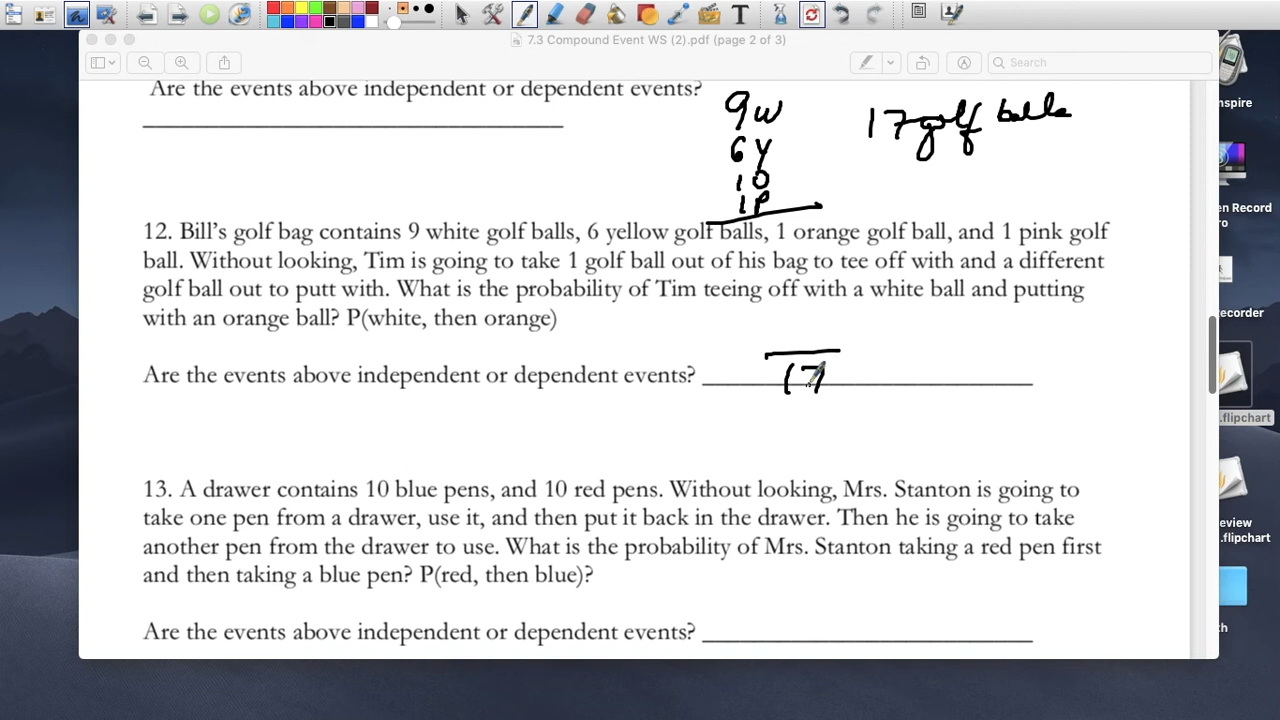 7.3 Compound Event WS (2).pdf (page 2 of 3)
Search
Are the events above independent or dependent events?
9w
6y
1O
1P
17 golf balls
12. Bill's golf bag contains 9 white golf balls, 6 yellow golf balls, 1 orange golf ball, and 1 pink golf
ball. Without looking, Tim is going to take 1 golf ball out of his bag to tee off with and a different
golf ball out to putt with. What is the probability of Tim teeing off with a white ball and putting
with an orange ball? P(white, then orange)
17
Are the events above independent or dependent events?
13. A drawer contains 10 blue pens, and 10 red pens. Without looking, Mrs. Stanton is going to
take one pen from a drawer, use it, and then put it back in the drawer. Then he is going to take
another pen from the drawer to use. What is the probability of Mrs. Stanton taking a red pen first
and then taking a blue pen? P(red, then blue)?
Are the events above independent or dependent events?
nspire
en Record
ro
ecorder
.flipchart
eview
.flipchart
th